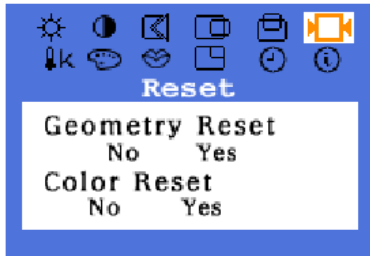 k
Reset
Geometry Reset
No Yes
Color Reset
No Yes